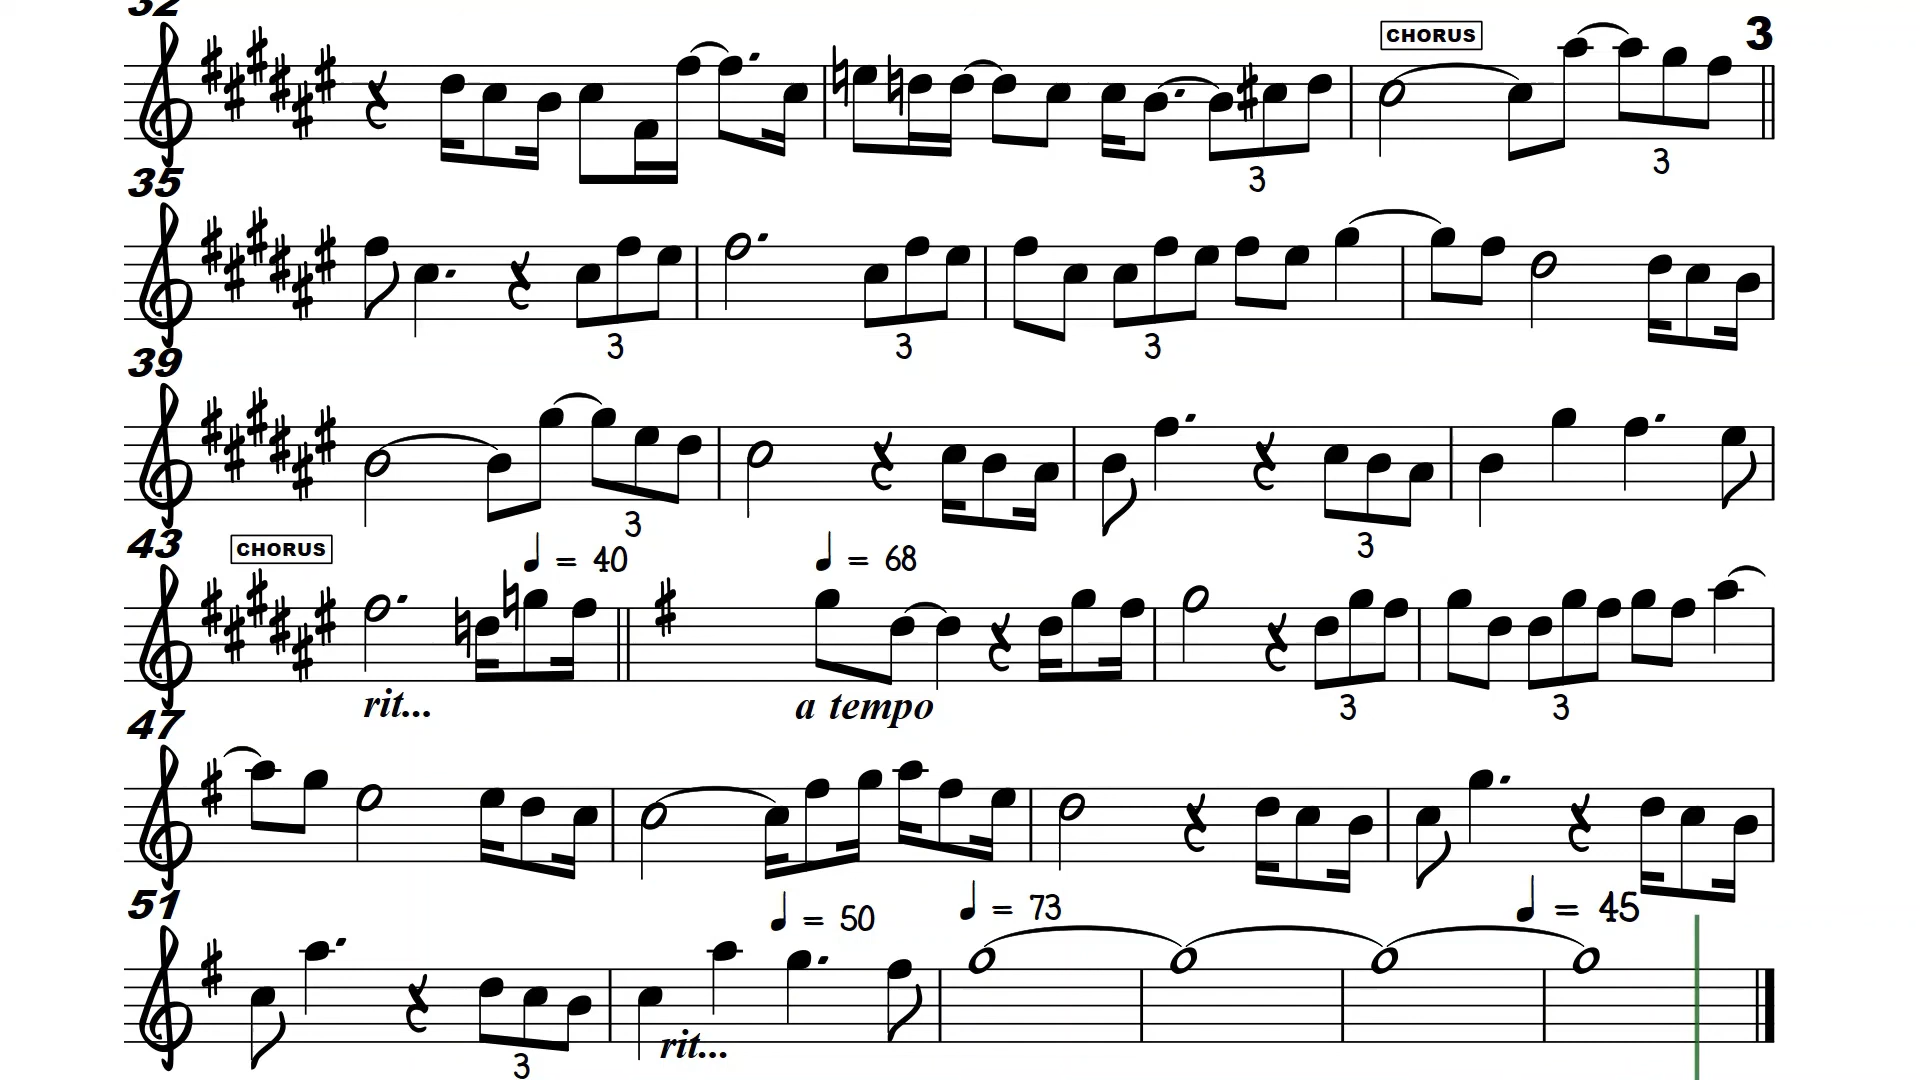 32
CHORUS 3
3 3
35
3 3 3
39
3 3
43 CHORUS = 40 = 68
rit... a tempo
3 3
47
51 = 50 = 73 = 45
rit...
3